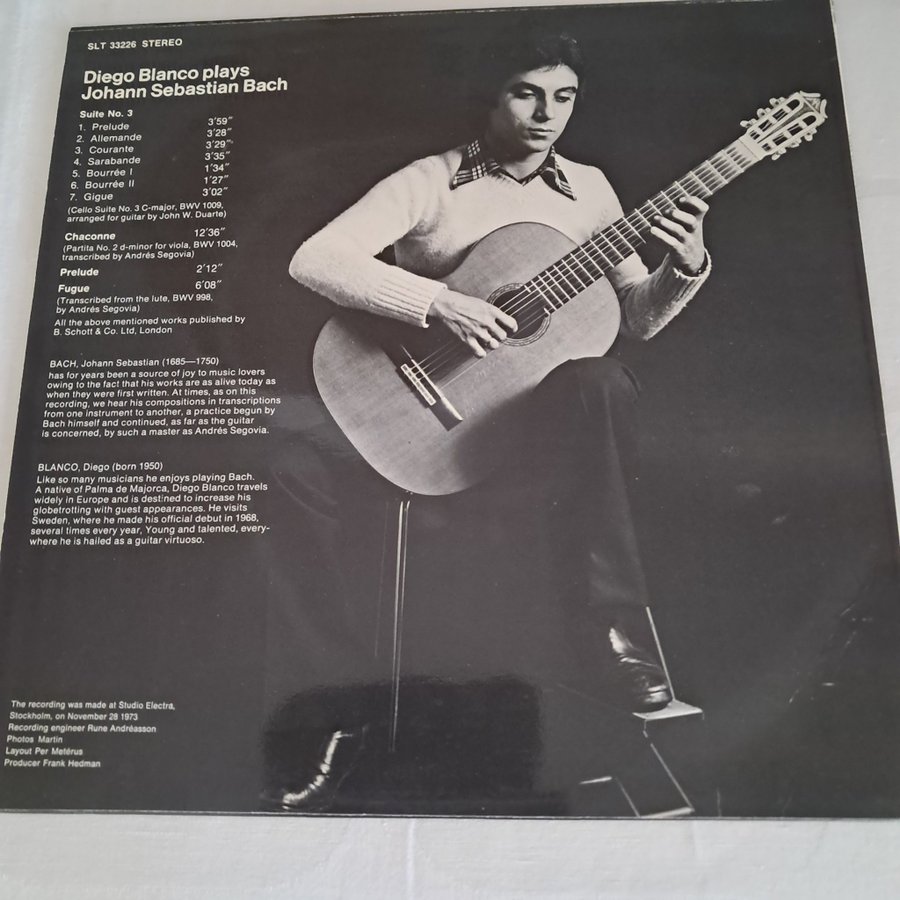 SLT 33226 STEREO
Diego Blanco plays
Johann Sebastian Bach
Suite No. 3
1. Prelude 3'59"
2. Allemande 3'28"
3. Courante 3'29"
4. Sarabande 3'35"
5. Bourrée I 1'34"
6. Bourrée II 1'27"
7. Gigue 3'02"
(Cello Suite No. 3 C-major, BWV 1009,
arranged for guitar by John W. Duarte)
Chaconne 12'36"
(Partita No. 2 d-minor for viola, BWV 1004,
transcribed by Andrés Segovia)
Prelude 2'12"
Fugue 6'08"
(Transcribed from the lute, BWV 998,
by Andrés Segovia)
All the above mentioned works published by
B. Schott & Co. Ltd, London
BACH, Johann Sebastian (1685—1750)
has for years been a source of joy to music lovers
owing to the fact that his works are as alive today as
when they were first written. At times, as on this
recording, we hear his compositions in transcriptions
from one instrument to another, a practice begun by
Bach himself and continued, as far as the guitar
is concerned, by such a master as Andrés Segovia.
BLANCO, Diego (born 1950)
Like so many musicians he enjoys playing Bach.
A native of Palma de Majorca, Diego Blanco travels
widely in Europe and is destined to increase his
globetrotting with guest appearances. He visits
Sweden, where he made his official debut in 1968,
several times every year. Young and talented, every-
where he is hailed as a guitar virtuoso.
The recording was made at Studio Electra,
Stockholm, on November 28 1973
Recording engineer Rune Andréasson
Photos Martin
Layout Per Metérus
Producer Frank Hedman